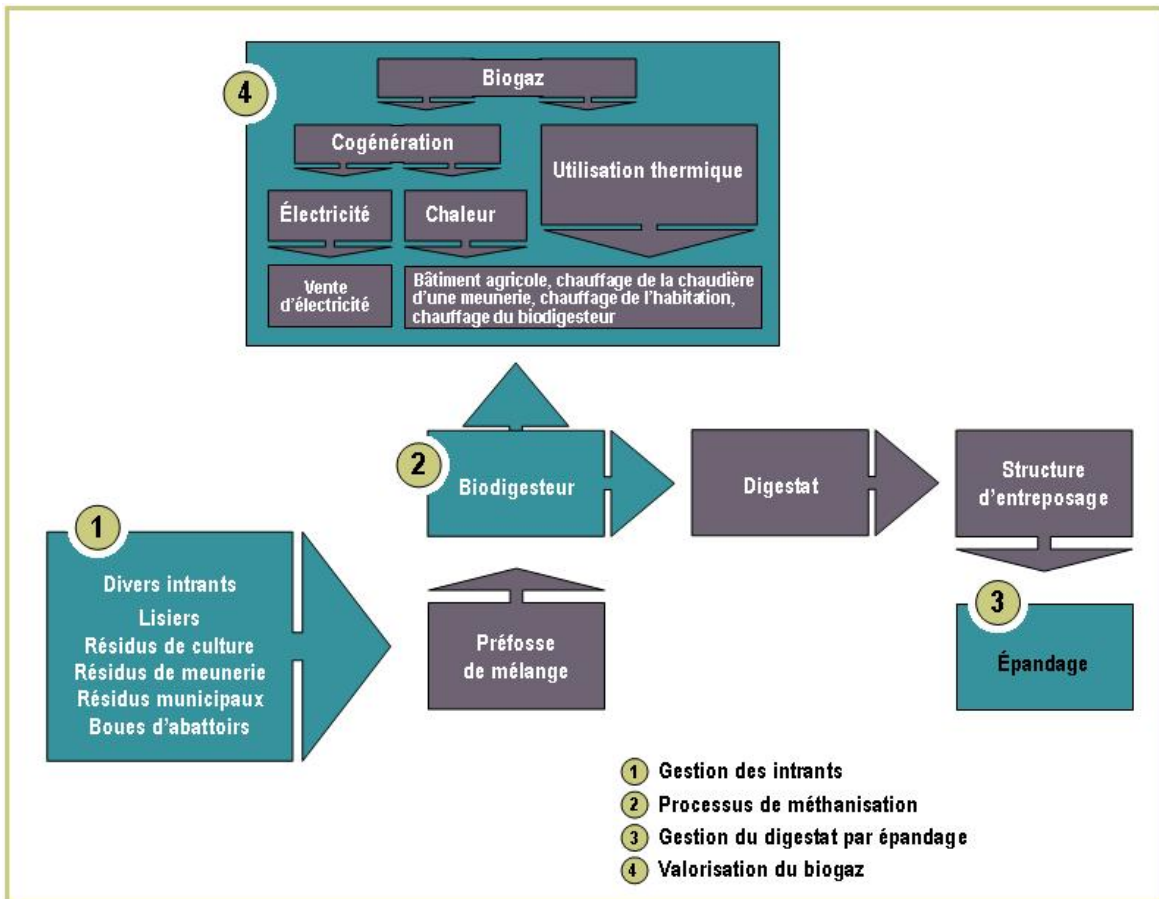 4
Biogaz
Cogénération
Utilisation thermique
Électricité
Chaleur
Vente
d'électricité
Bâtiment agricole, chauffage de la chaudière
d'une meunerie, chauffage de l'habitation,
chauffage du biodigesteur
1
Divers intrants
Lisiers
Résidus de culture
Résidus de meunerie
Résidus municipaux
Boues d'abattoirs
Préfosse
de mélange
2
Biodigesteur
Digestat
Structure
d'entreposage
3
Épandage
1 Gestion des intrants
2 Processus de méthanisation
3 Gestion du digestat par épandage
4 Valorisation du biogaz